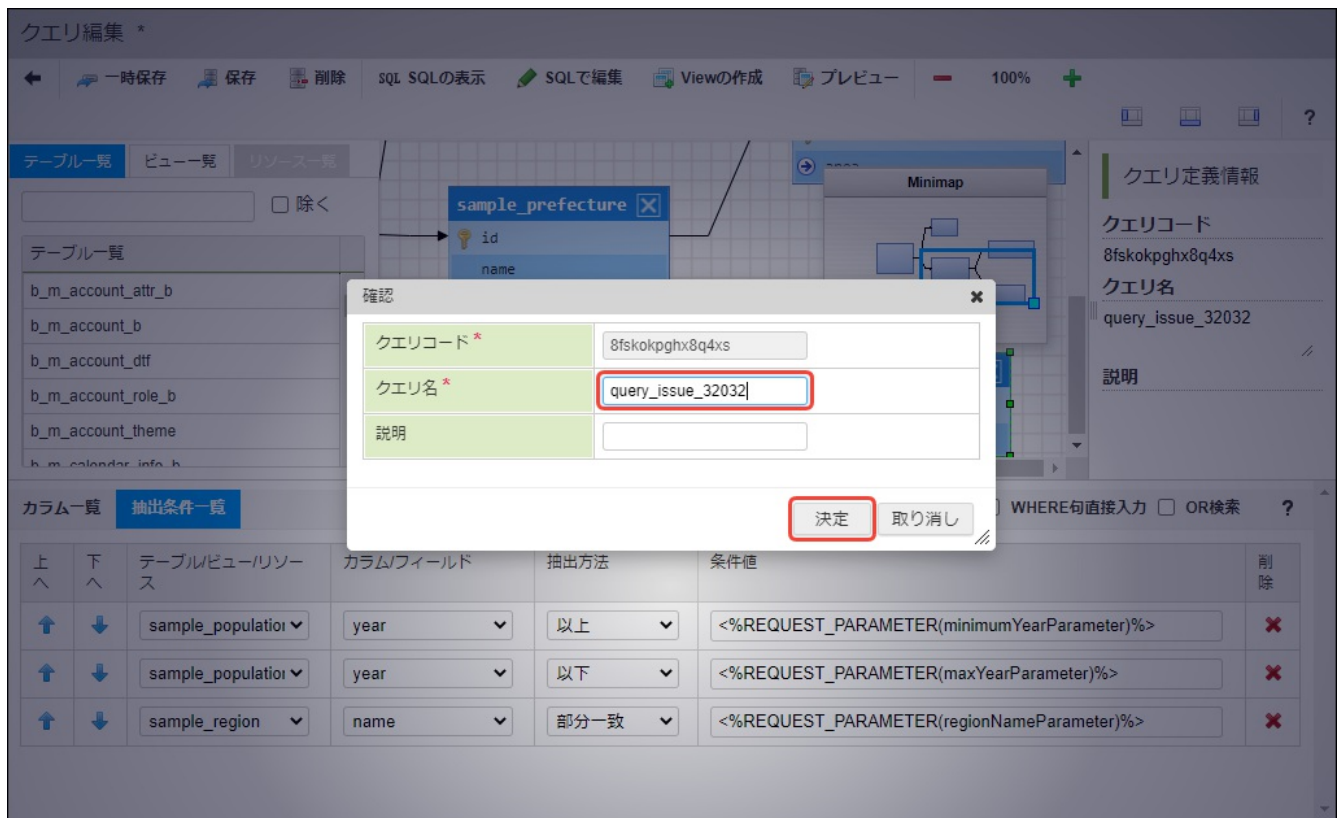 クエリ編集 *
一時保存 保存 削除 SQL SQLの表示 SQLで編集 Viewの作成 プレビュー 100%
?
テーブル一覧 ビュー一覧 リソース一覧
除く
テーブル一覧
b_m_account_attr_b
b_m_account_b
b_m_account_dtf
b_m_account_role_b
b_m_account_theme
b_m_calendar_info_b
sample_prefecture
id
name
Minimap
クエリ定義情報
クエリコード
8fskokpghx8q4xs
クエリ名
query_issue_32032
説明
確認
クエリコード * 8fskokpghx8q4xs
クエリ名 * query_issue_32032
説明
決定 取り消し
カラム一覧 抽出条件一覧 WHERE句直接入力 OR検索 ?
上へ 下へ テーブル/ビュー/リソース カラム/フィールド 抽出方法 条件値 削除
sample_population year 以上 <%REQUEST_PARAMETER(minimumYearParameter)%>
sample_population year 以下 <%REQUEST_PARAMETER(maxYearParameter)%>
sample_region name 部分一致 <%REQUEST_PARAMETER(regionNameParameter)%>